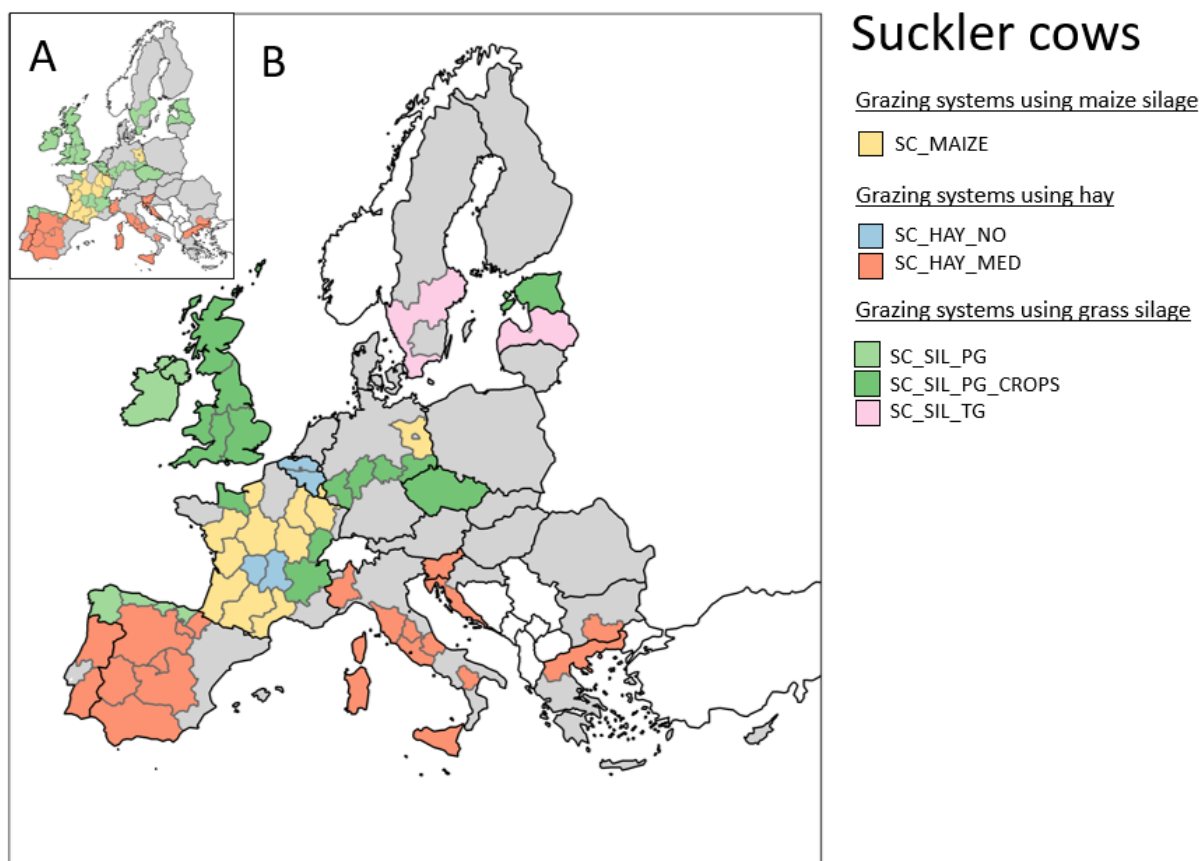 A
B
Suckler cows
Grazing systems using maize silage
SC_MAIZE
Grazing systems using hay
SC_HAY_NO
SC_HAY_MED
Grazing systems using grass silage
SC_SIL_PG
SC_SIL_PG_CROPS
SC_SIL_TG